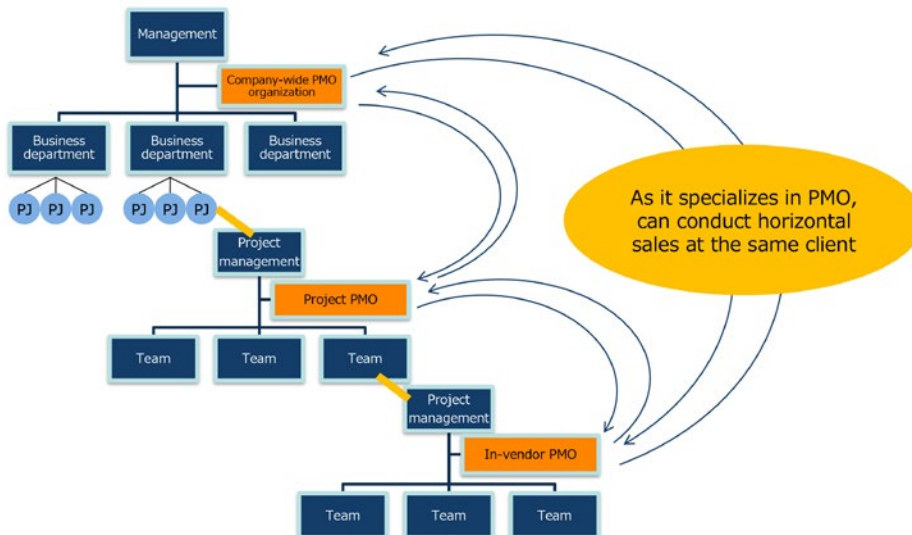 Management
Company-wide PMO
organization
Business
department
Business
department
Business
department
PJ
PJ
PJ
PJ
PJ
PJ
As it specializes in PMO,
can conduct horizontal
sales at the same client
Project
management
Project PMO
Team
Team
Team
Project
management
In-vendor PMO
Team
Team
Team